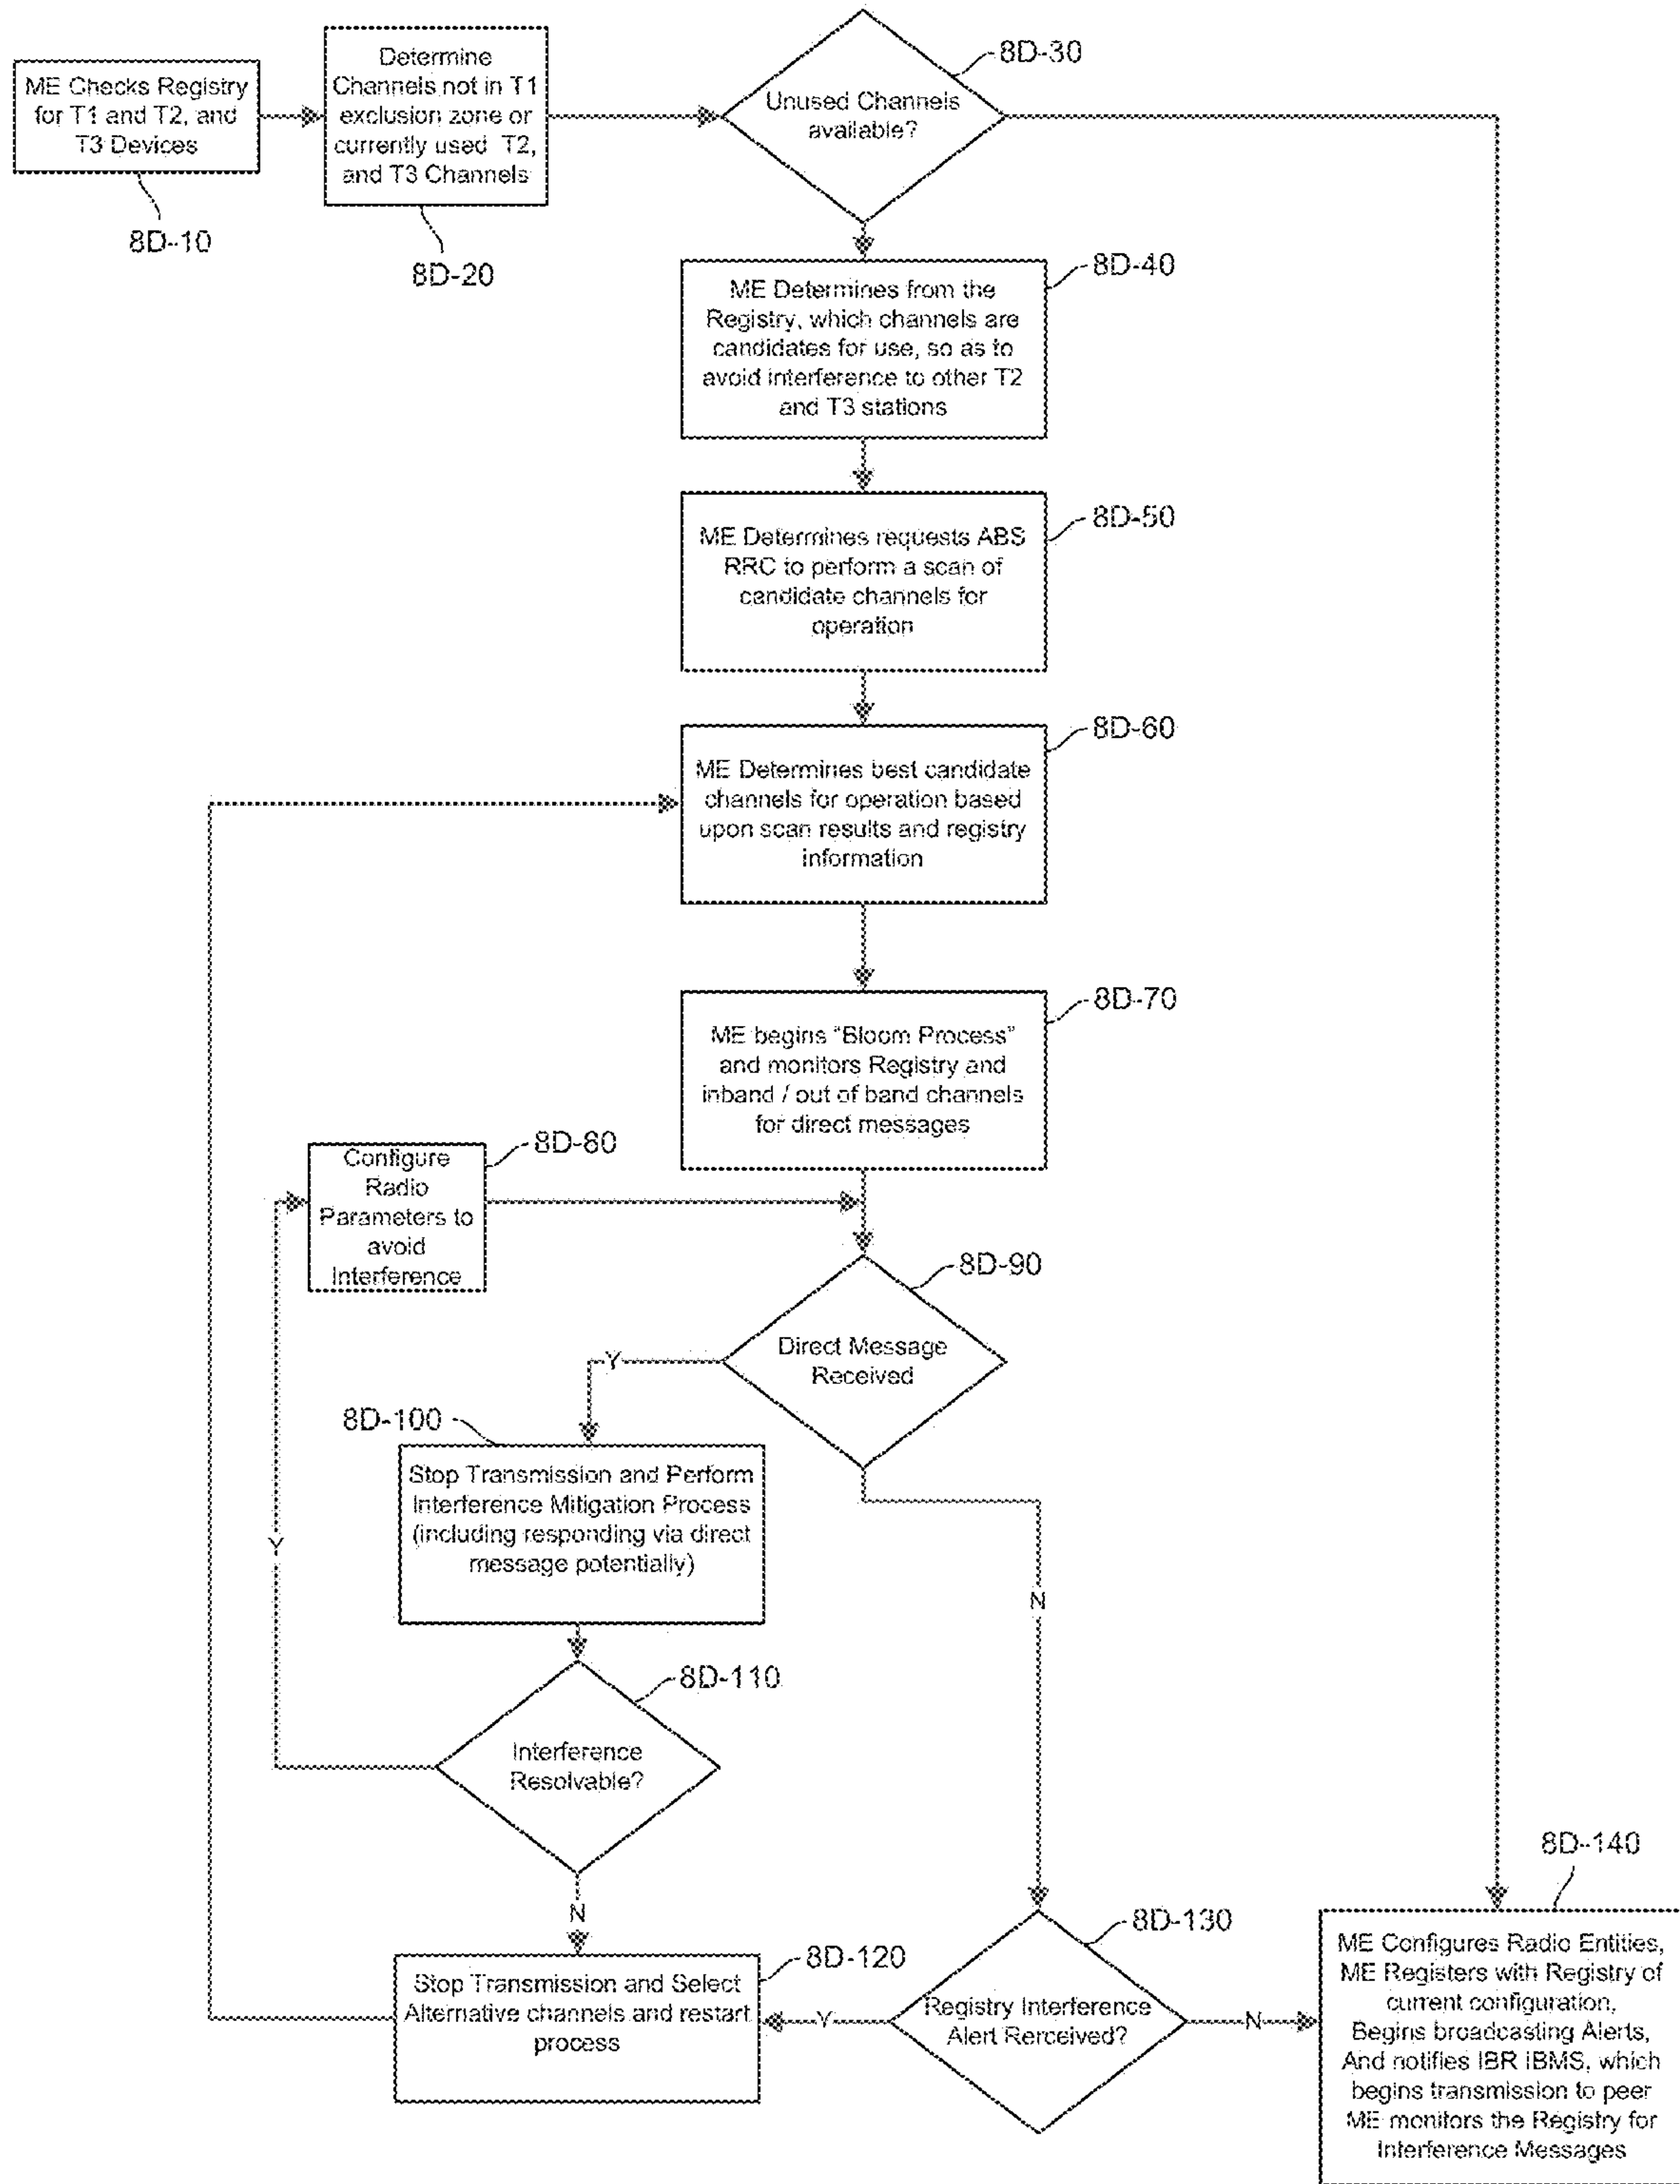 ME Checks Registry
for T1 and T2, and
T3 Devices
8D-10
Determine
Channels not in T1
exclusion zone or
currently used T2,
and T3 Channels
8D-20
Unused Channels
available?
8D-30
ME Determines from the
Registry, which channels are
candidates for use, so as to
avoid interference to other T2
and T3 stations
8D-40
ME Determines requests ABS
RRC to perform a scan of
candidate channels for
operation
8D-50
ME Determines best candidate
channels for operation based
upon scan results and registry
information
8D-60
ME begins "Bloom Process"
and monitors Registry and
inband / out of band channels
for direct messages
8D-70
Configure
Radio
Parameters to
avoid
Interference
8D-80
Direct Message
Received
8D-90
Y
N
8D-100
Stop Transmission and Perform
Interference Mitigation Process
(including responding via direct
message potentially)
Interference
Resolvable?
8D-110
Y
N
Stop Transmission and Select
Alternative channels and restart
process
8D-120
Registry Interference
Alert Rerceived?
8D-130
Y
N
8D-140
ME Configures Radio Entities,
ME Registers with Registry of
current configuration,
Begins broadcasting Alerts,
And notifies IBR IBMS, which
begins transmission to peer
ME monitors the Registry for
Interference Messages